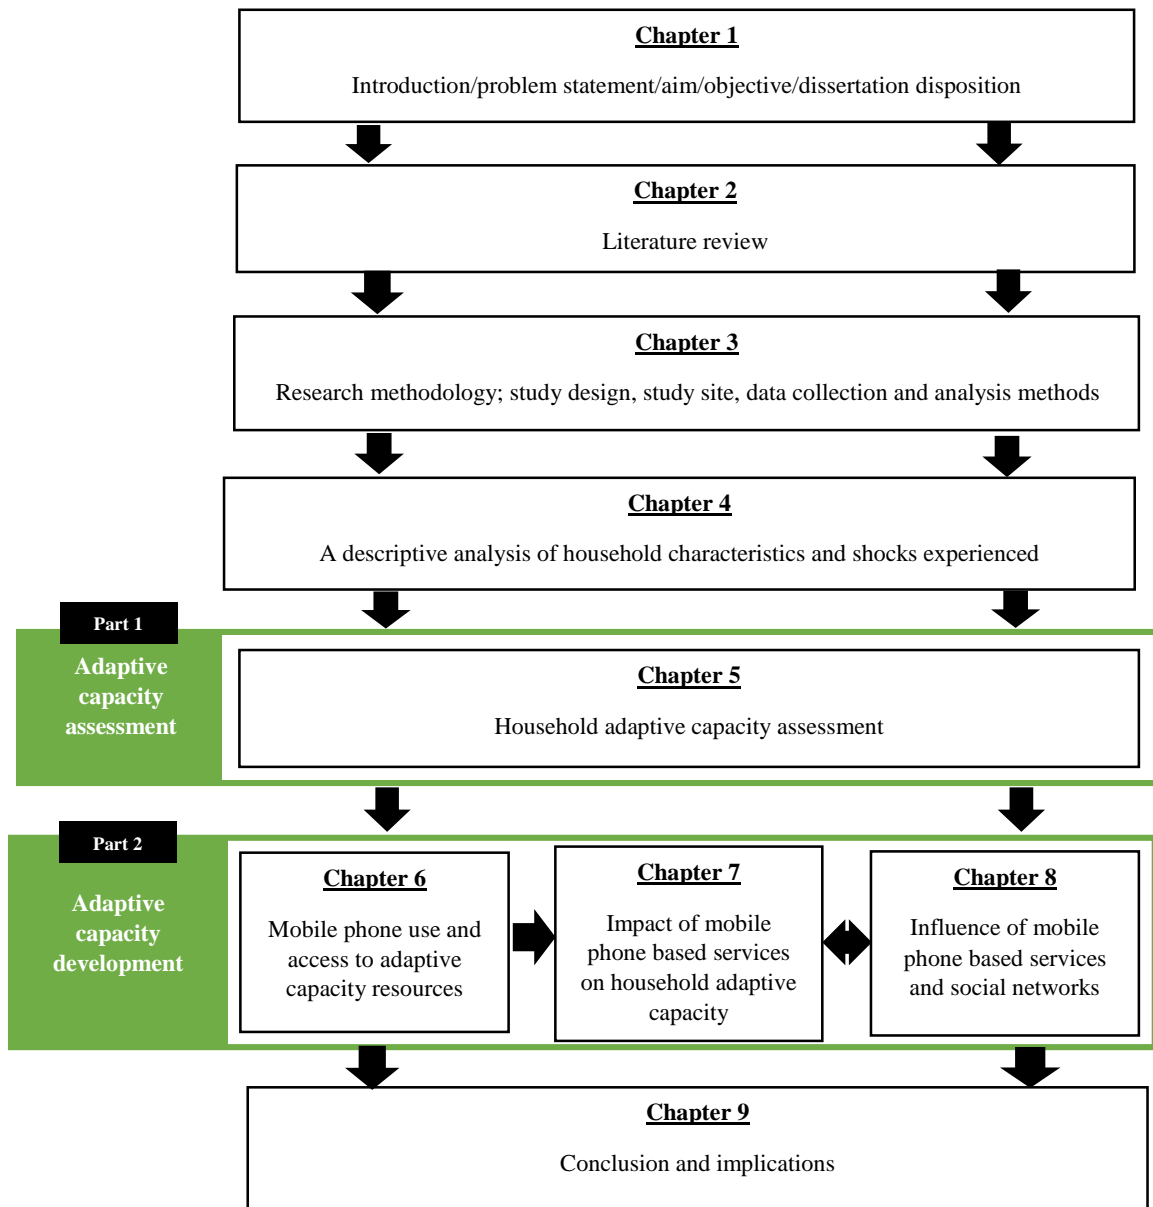 Chapter 1
Introduction/problem statement/aim/objective/dissertation disposition
Chapter 2
Literature review
Chapter 3
Research methodology; study design, study site, data collection and analysis methods
Chapter 4
A descriptive analysis of household characteristics and shocks experienced
Part 1
Adaptive
capacity
assessment
Chapter 5
Household adaptive capacity assessment
Part 2
Adaptive
capacity
development
Chapter 6
Mobile phone use and
access to adaptive
capacity resources
Chapter 7
Impact of mobile
phone based services
on household adaptive
capacity
Chapter 8
Influence of mobile
phone based services
and social networks
Chapter 9
Conclusion and implications